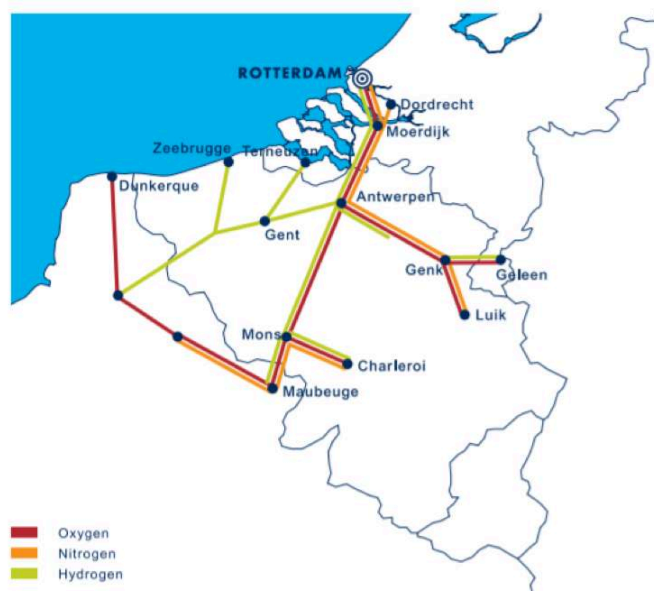 ROTTERDAM
Dordrecht
Moerdijk
Zeebrugge
Terneuzen
Dunkerque
Antwerpen
Gent
Genk
Geleen
Luik
Mons
Charleroi
Maubeuge
Oxygen
Nitrogen
Hydrogen